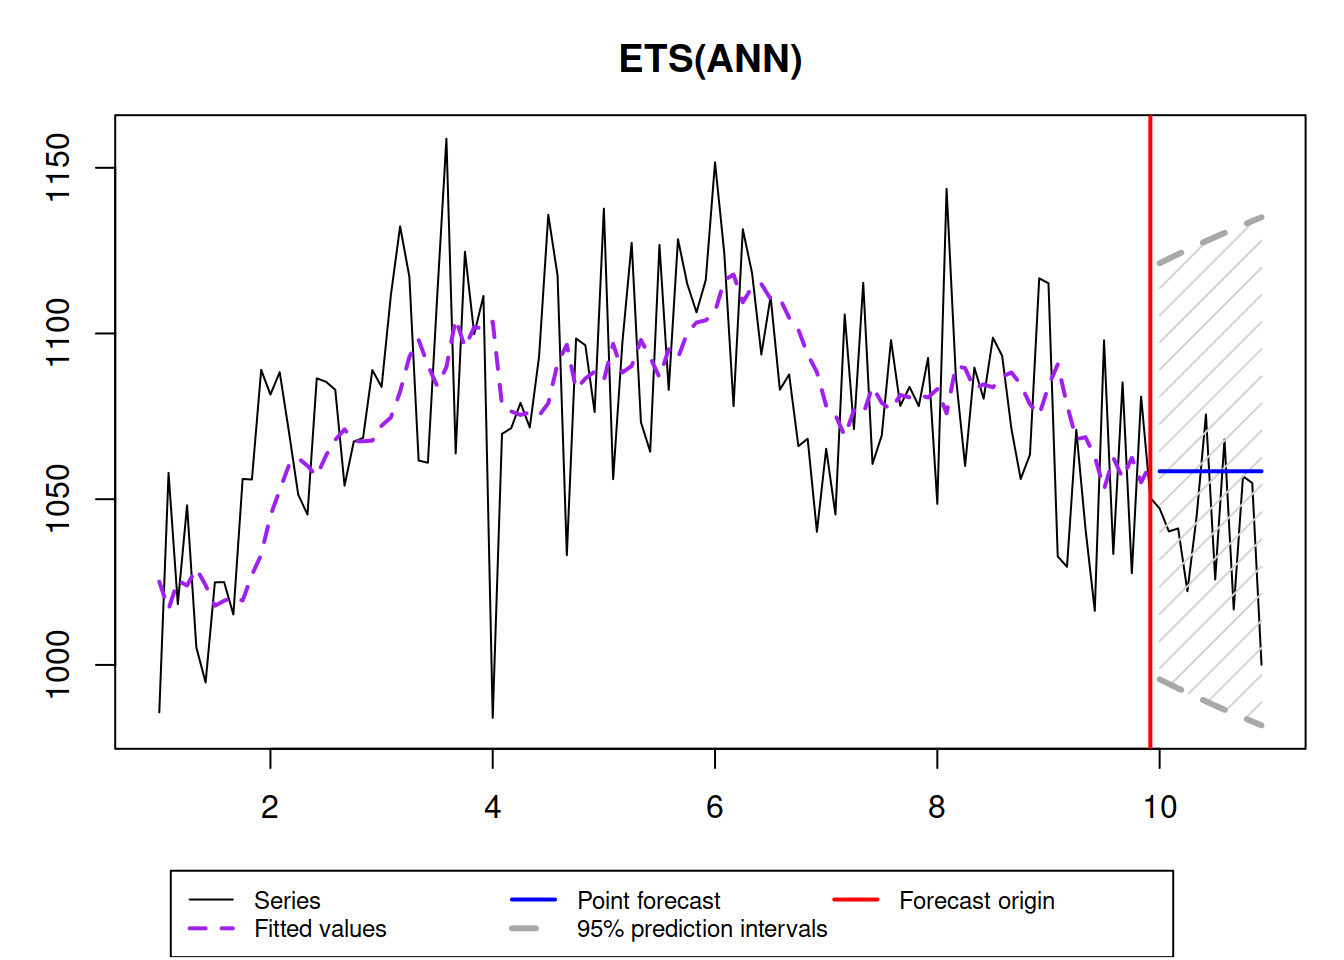 ETS(ANN)
1150
1100
1050
1000
2 4 6 8 10
Series Point forecast Forecast origin
Fitted values 95% prediction intervals